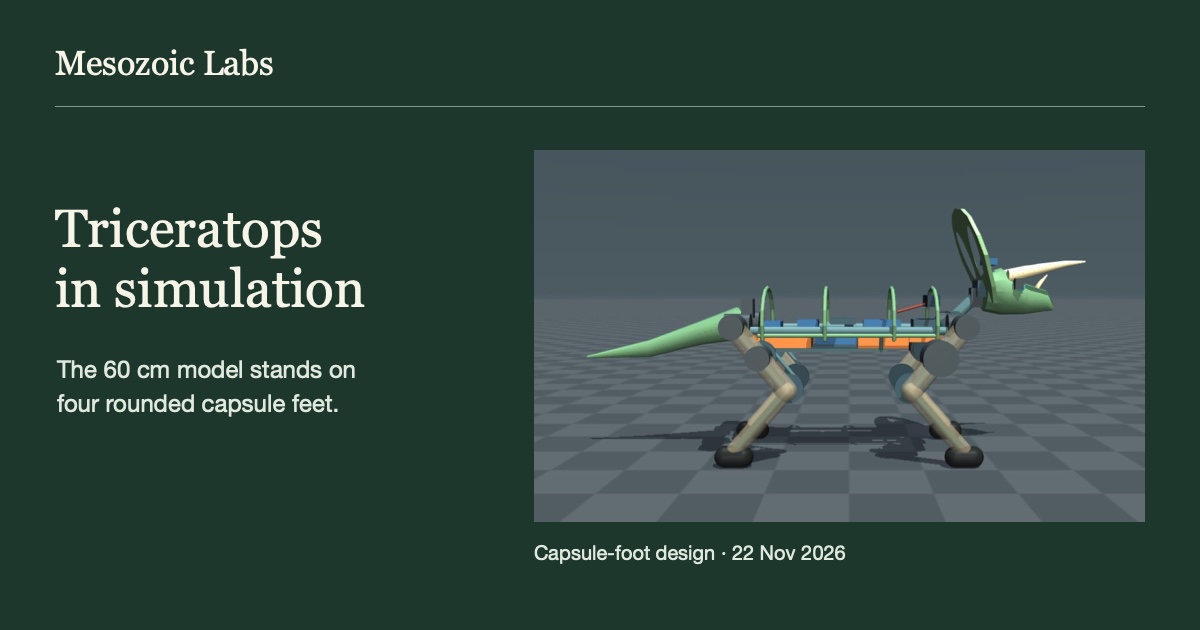 Mesozoic Labs
Triceratops
in simulation
The 60 cm model stands on
four rounded capsule feet.
Capsule-foot design · 22 Nov 2026